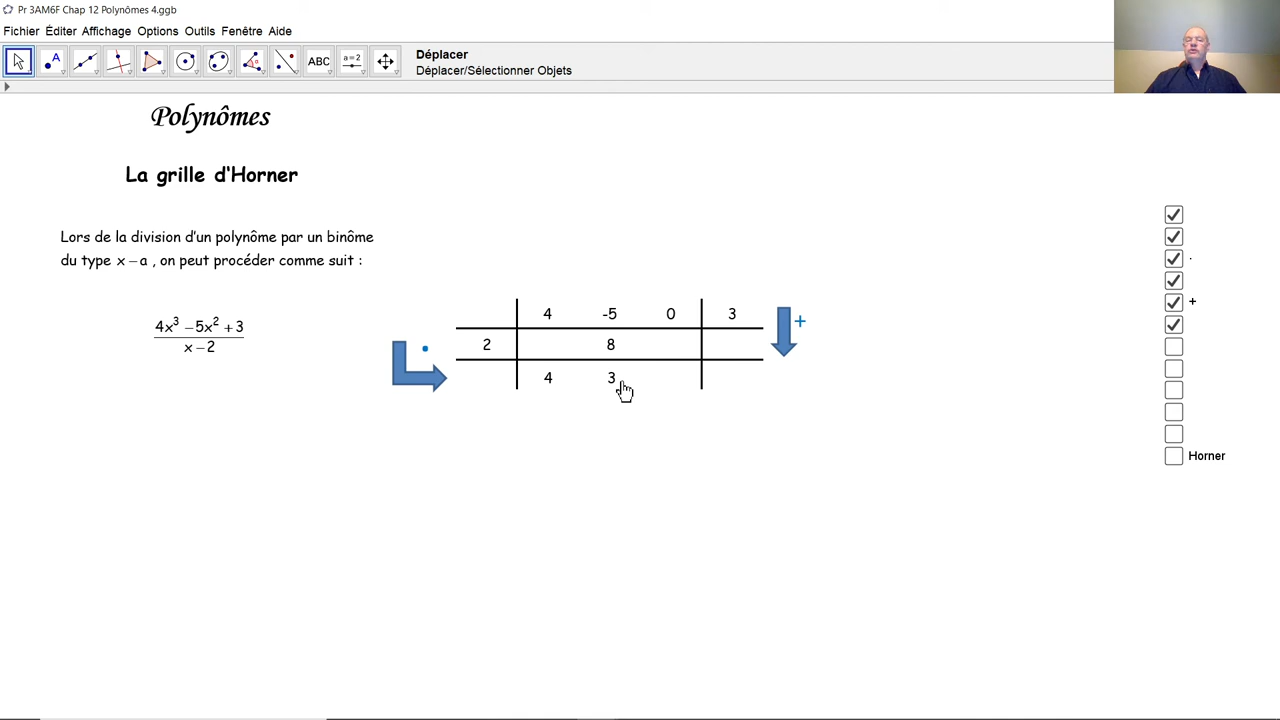 Pr 3AM6F Chap 12 Polynômes 4.ggb
Fichier Éditer Affichage Options Outils Fenêtre Aide
A
ABC
a=2
Déplacer
Déplacer/Sélectionner Objets
Polynômes
La grille d'Horner
Lors de la division d'un polynôme par un binôme
du type x – a , on peut procéder comme suit :
4x³ – 5x² + 3
x – 2
4 -5 0 3
+
2 8
4 3
+
Horner